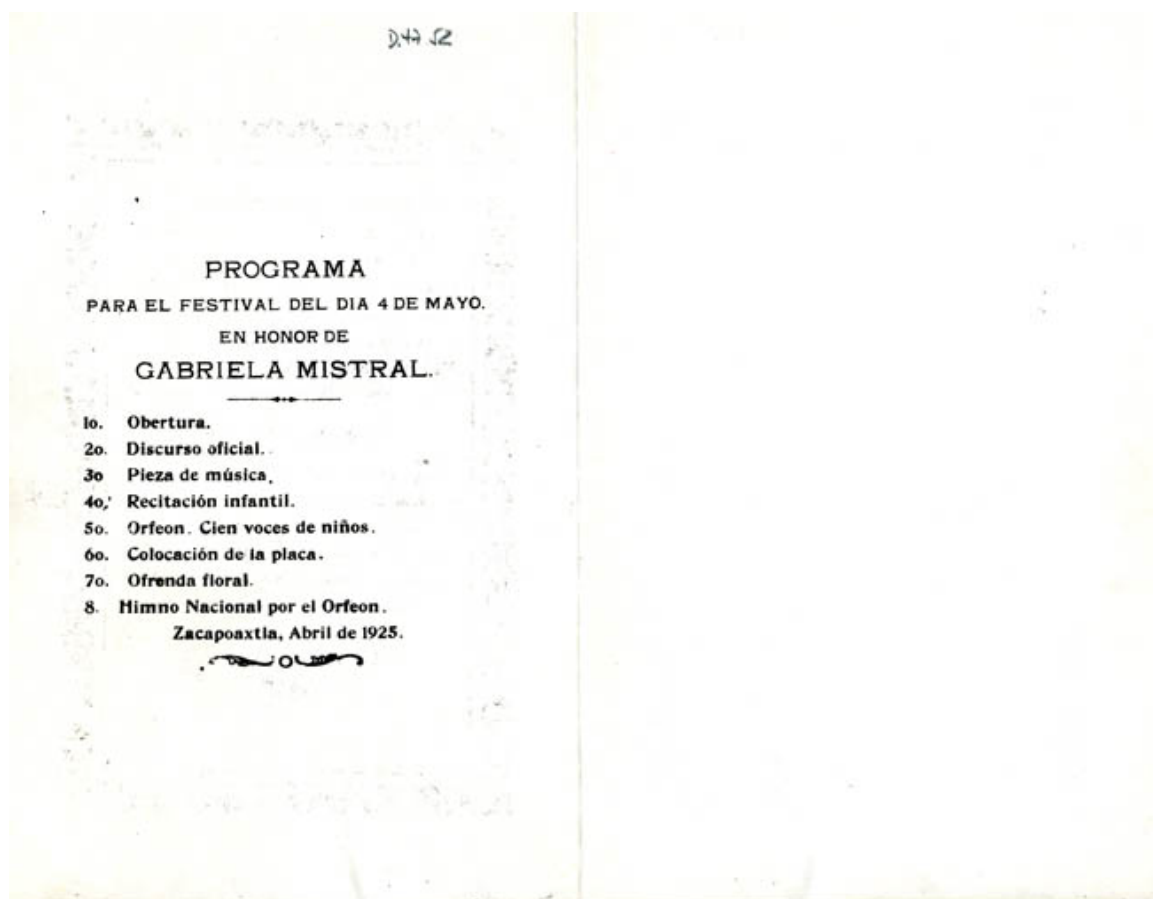 D.47 52
PROGRAMA
PARA EL FESTIVAL DEL DIA 4 DE MAYO.
EN HONOR DE
GABRIELA MISTRAL.
1o. Obertura.
2o. Discurso oficial.
3o Pieza de música.
4o, Recitación infantil.
5o. Orfeon. Cien voces de niños.
6o. Colocación de la placa.
7o. Ofrenda floral.
8. Himno Nacional por el Orfeon.
Zacapoaxtla, Abril de 1925.